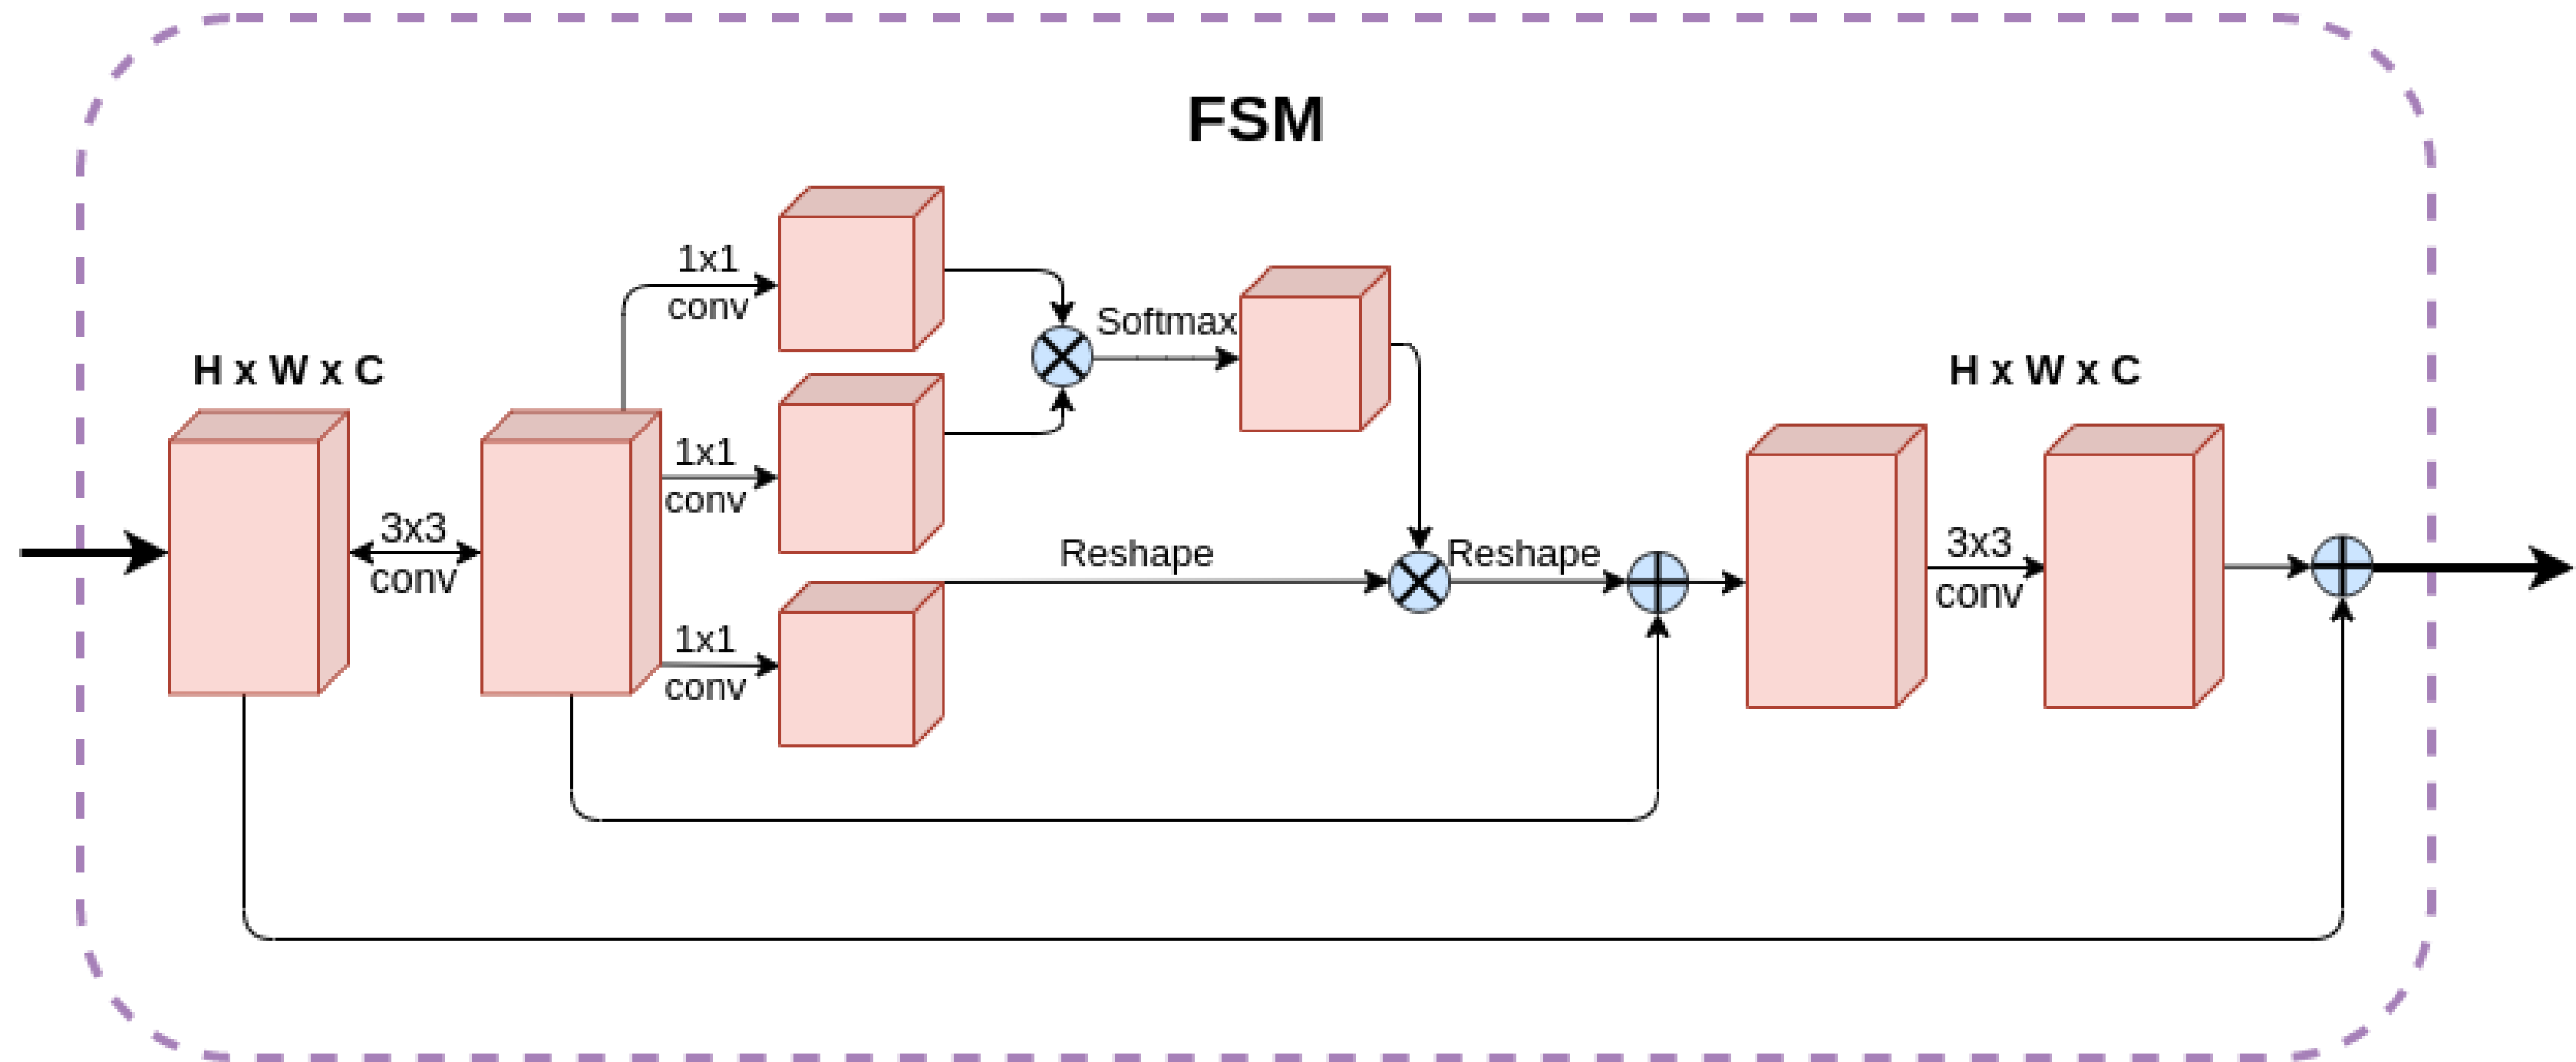 FSM
1x1
conv
Softmax
H x W x C
H x W x C
1x1
conv
3x3
conv
Reshape
Reshape
3x3
conv
1x1
conv